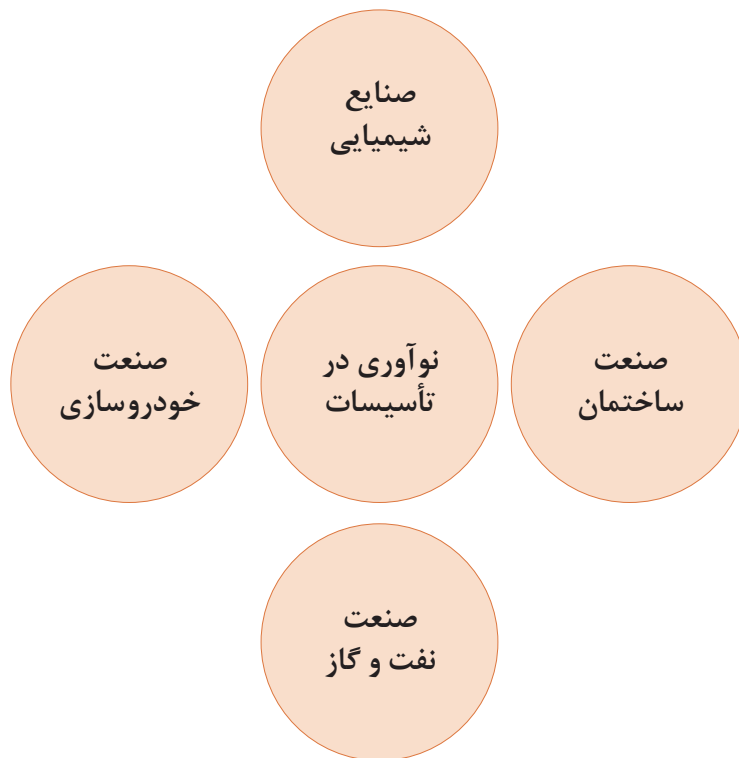 صنایع
شیمیایی
صنعت
ساختمان
نوآوری در
تأسیسات
صنعت
خودروسازی
صنعت
نفت و گاز